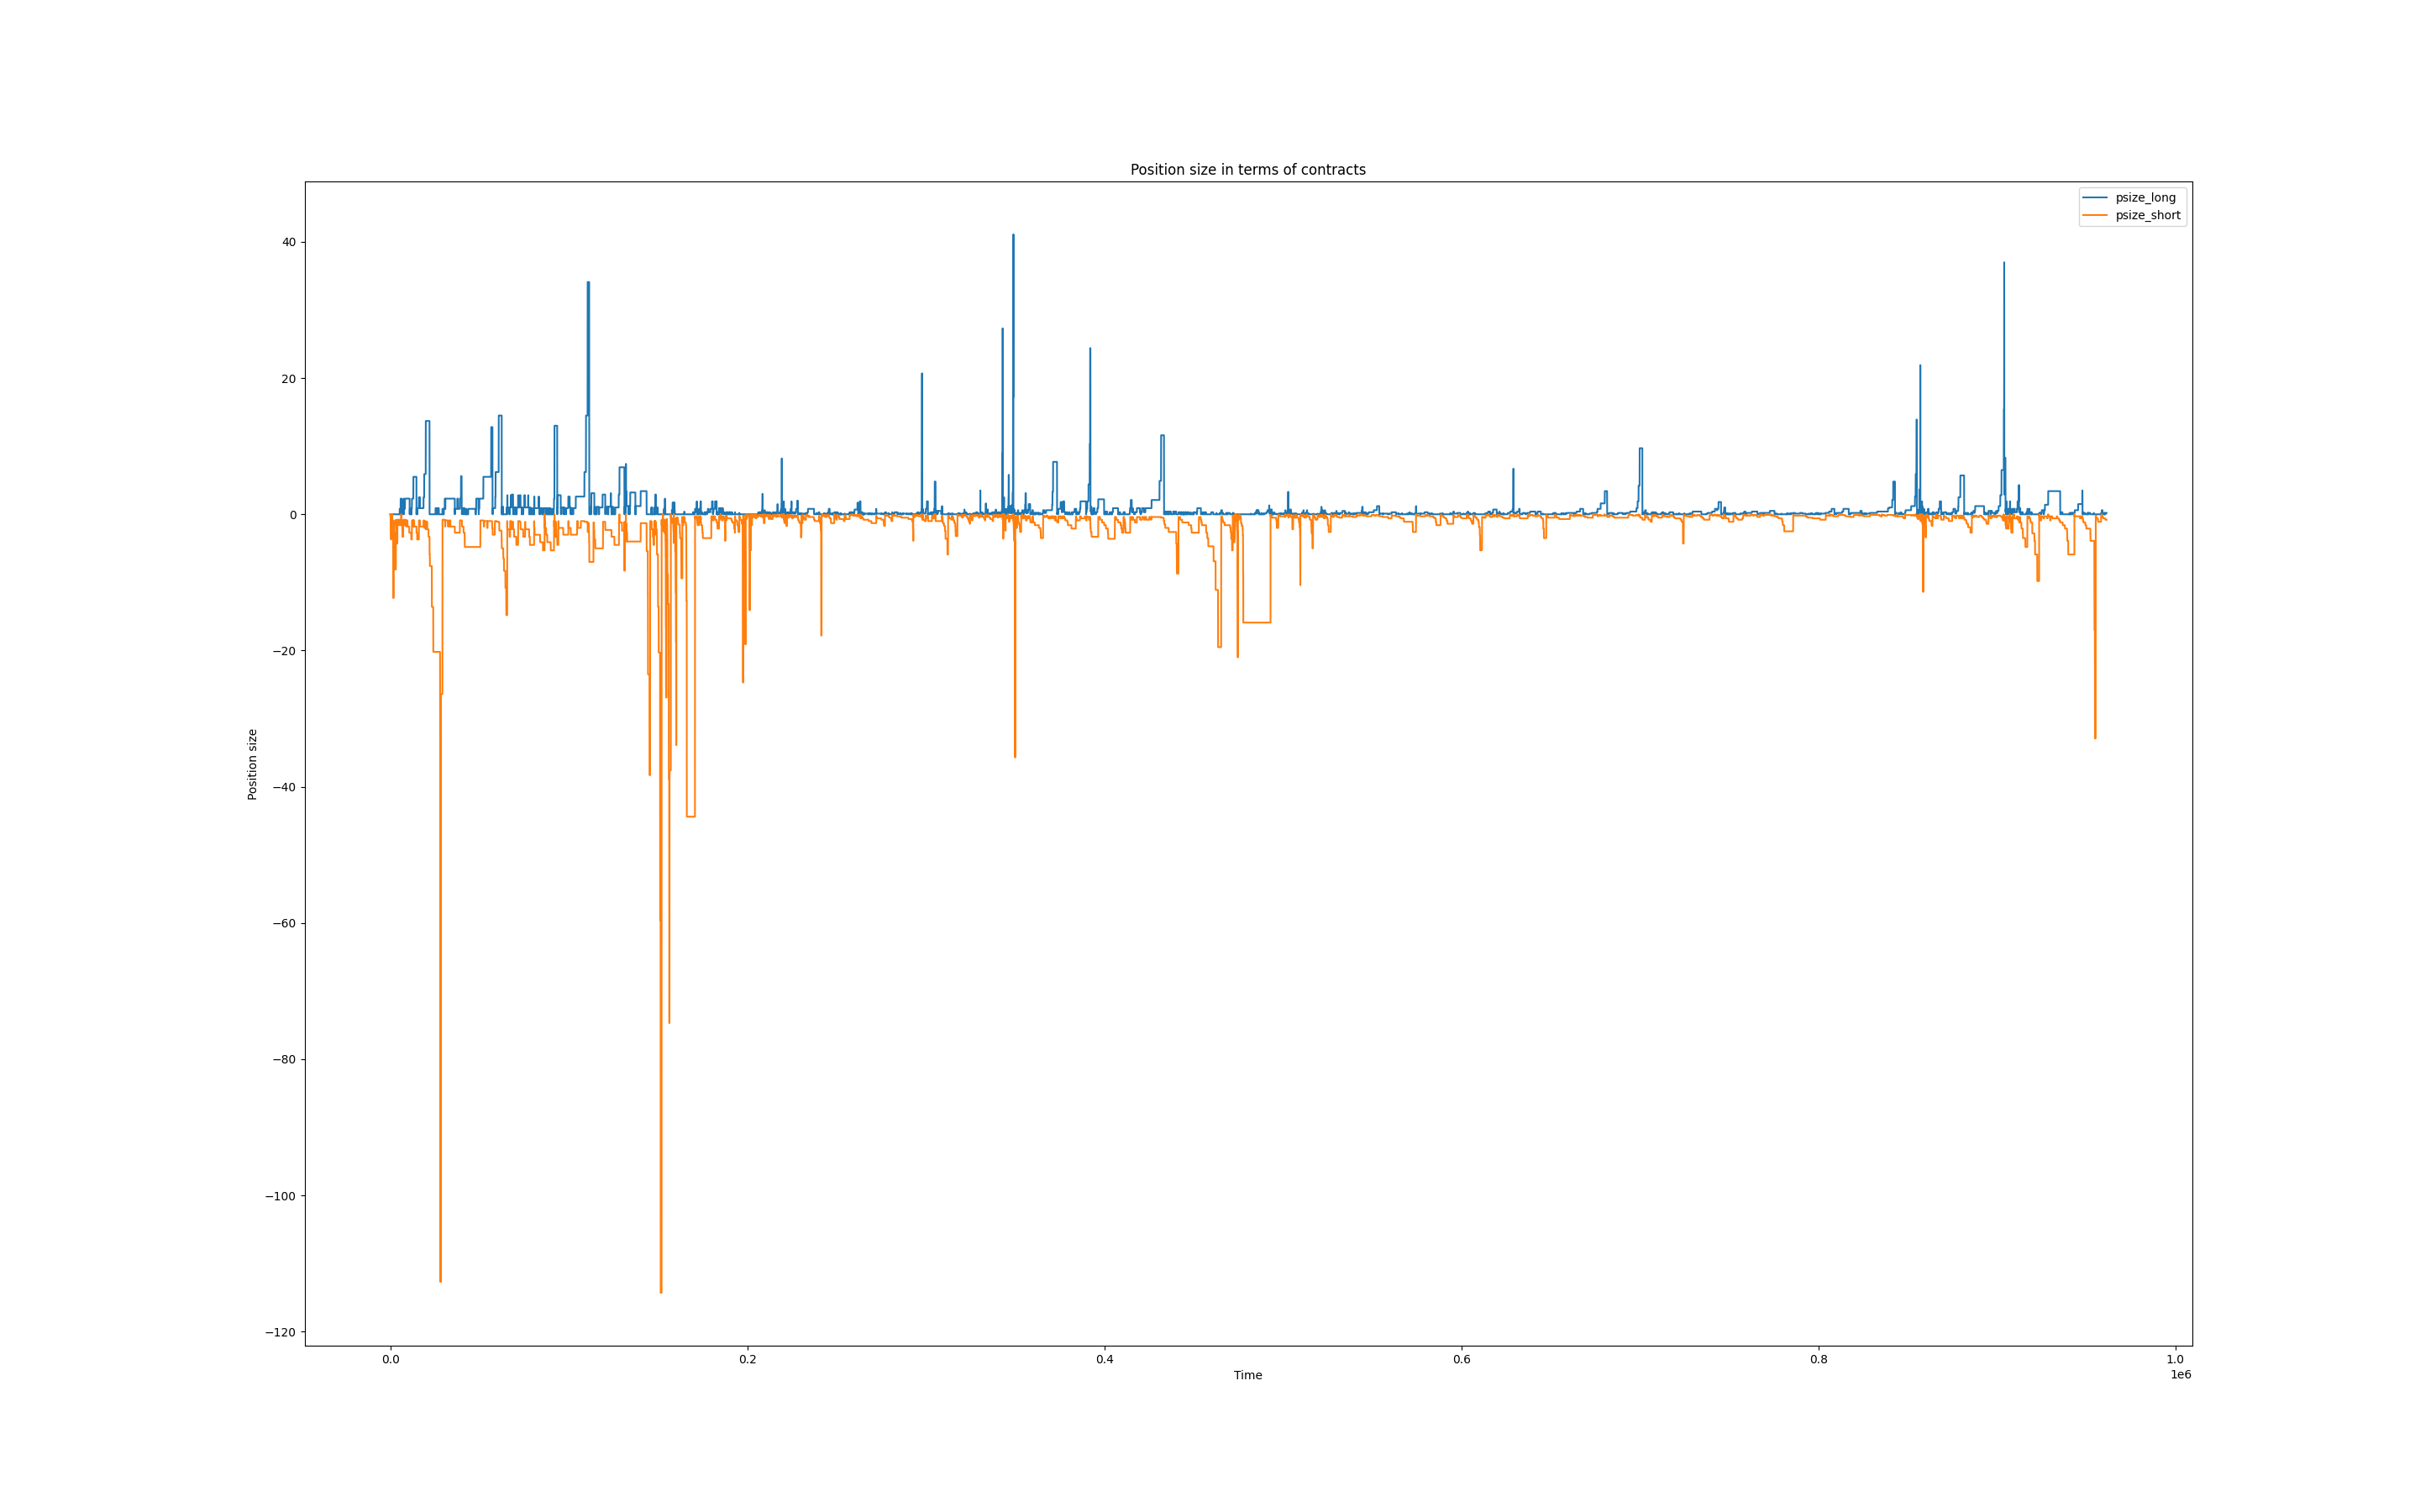 Position size in terms of contracts
psize_long
psize_short
40
20
0
−20
−40
−60
−80
−100
−120
Position size
0.0 0.2 0.4 0.6 0.8 1.0
1e6
Time